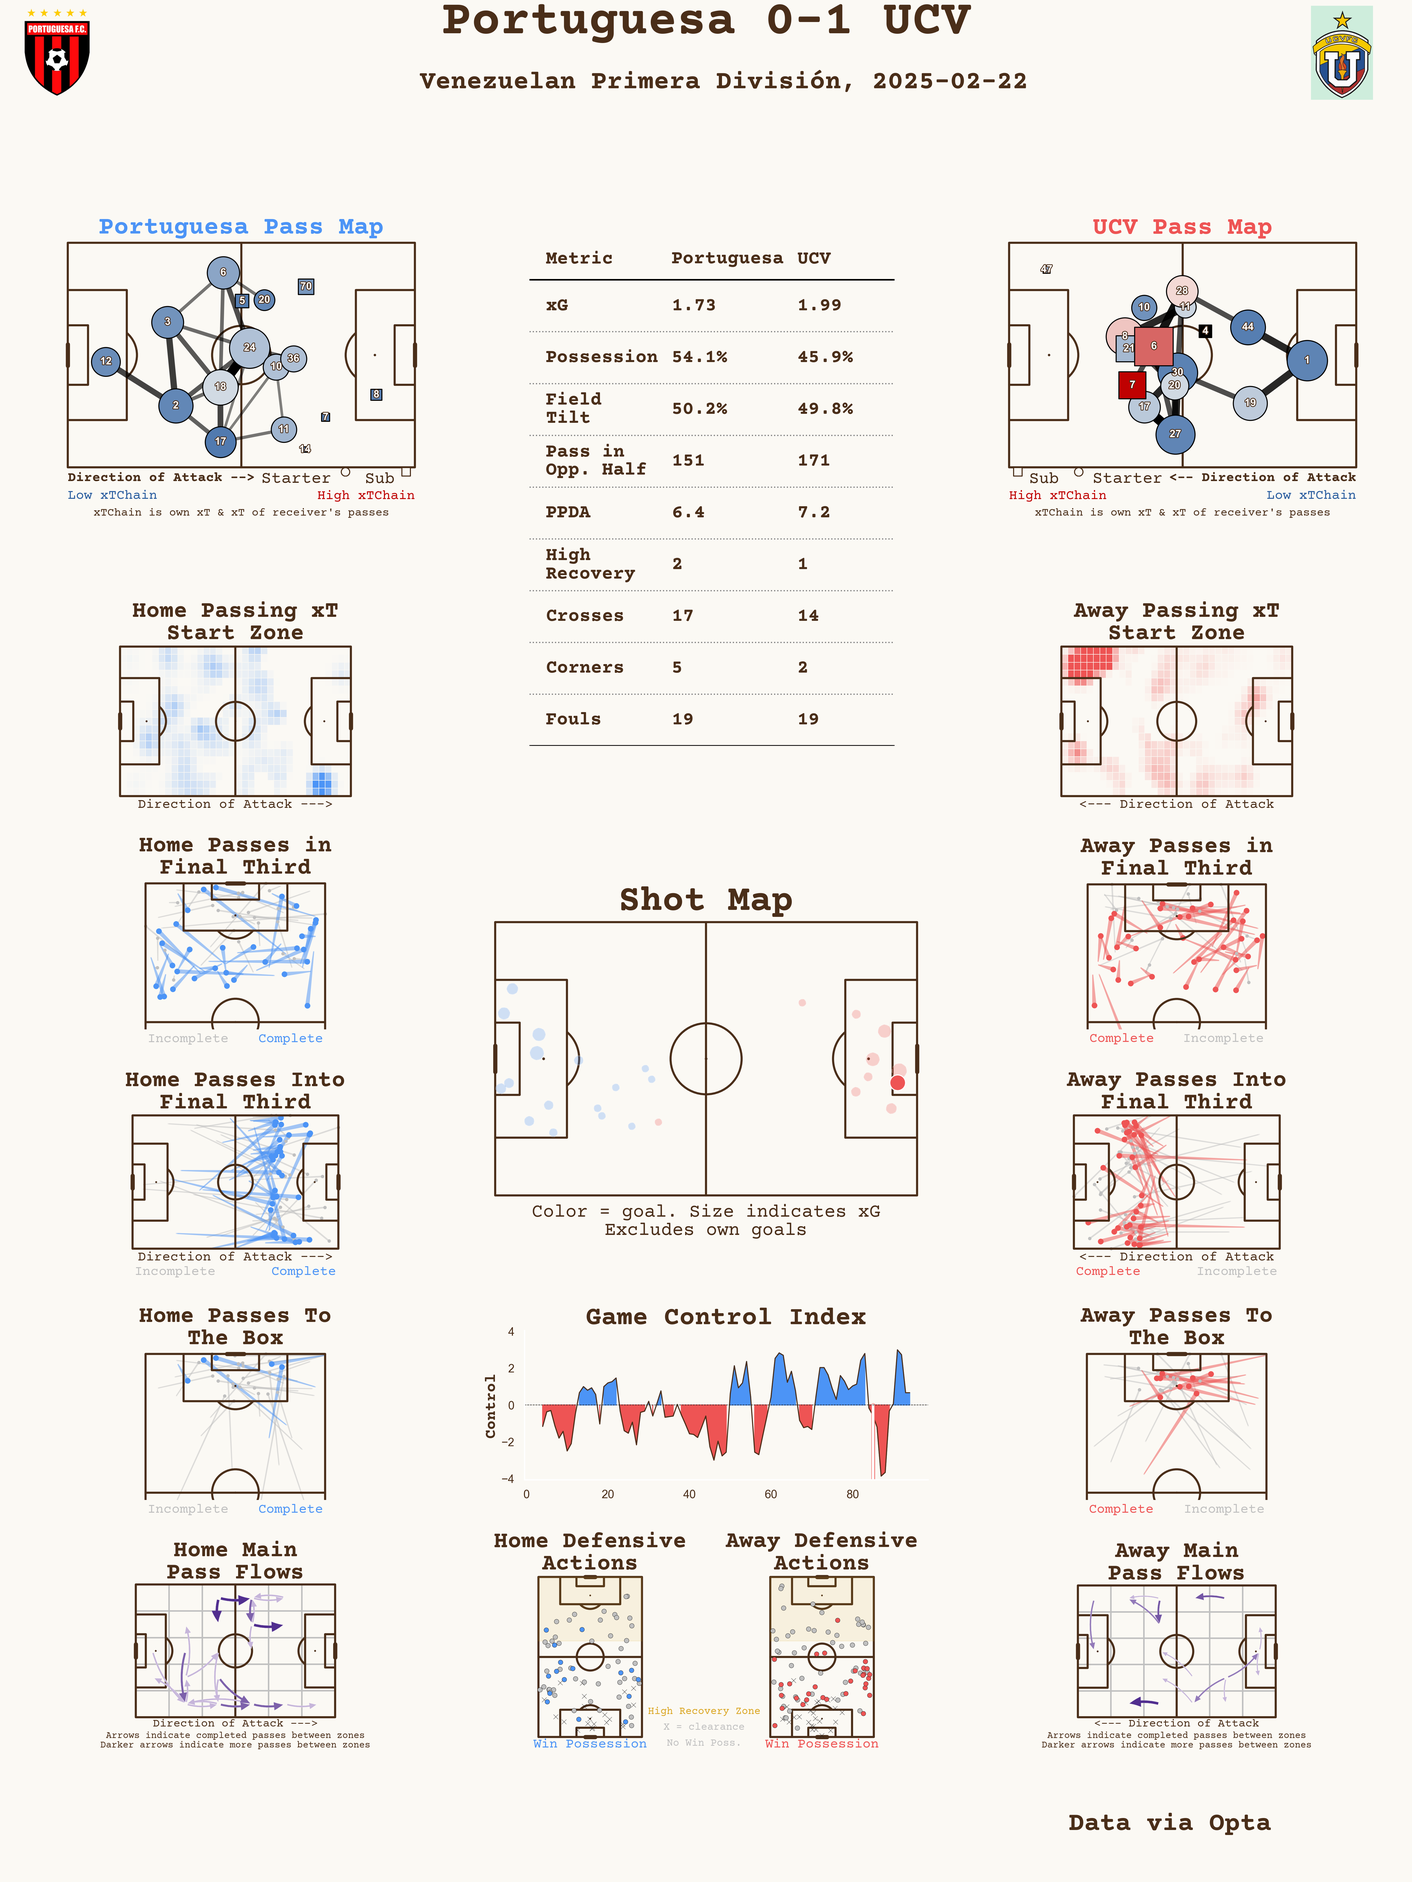 Portuguesa 0-1 UCV
Venezuelan Primera División, 2025-02-22
PORTUGUESA F.C.
Portuguesa Pass Map
6
5
20
70
3
24
12
10
36
18
8
2
7
11
17
14
Direction of Attack --> Starter Sub
Low xTChain High xTChain
xTChain is own xT & xT of receiver's passes
Metric Portuguesa UCV
xG 1.73 1.99
Possession 54.1% 45.9%
Field
Tilt 50.2% 49.8%
Pass in
Opp. Half 151 171
PPDA 6.4 7.2
High
Recovery 2 1
Crosses 17 14
Corners 5 2
Fouls 19 19
UCV Pass Map
47
28
10
11
8
4
44
21
6
1
7
30
20
17
19
27
Sub Starter <-- Direction of Attack
High xTChain Low xTChain
xTChain is own xT & xT of receiver's passes
Home Passing xT
Start Zone
Direction of Attack --->
Away Passing xT
Start Zone
<--- Direction of Attack
Home Passes in
Final Third
Incomplete Complete
Away Passes in
Final Third
Complete Incomplete
Shot Map
Color = goal. Size indicates xG
Excludes own goals
Home Passes Into
Final Third
Direction of Attack --->
Incomplete Complete
Away Passes Into
Final Third
<--- Direction of Attack
Complete Incomplete
Home Passes To
The Box
Incomplete Complete
Game Control Index
Control
4
2
0
−2
−4
0 20 40 60 80
Away Passes To
The Box
Complete Incomplete
Home Main
Pass Flows
Direction of Attack --->
Arrows indicate completed passes between zones
Darker arrows indicate more passes between zones
Home Defensive
Actions
Win Possession
Away Defensive
Actions
Win Possession
High Recovery Zone
X = clearance
No Win Poss.
Away Main
Pass Flows
<--- Direction of Attack
Arrows indicate completed passes between zones
Darker arrows indicate more passes between zones
Data via Opta